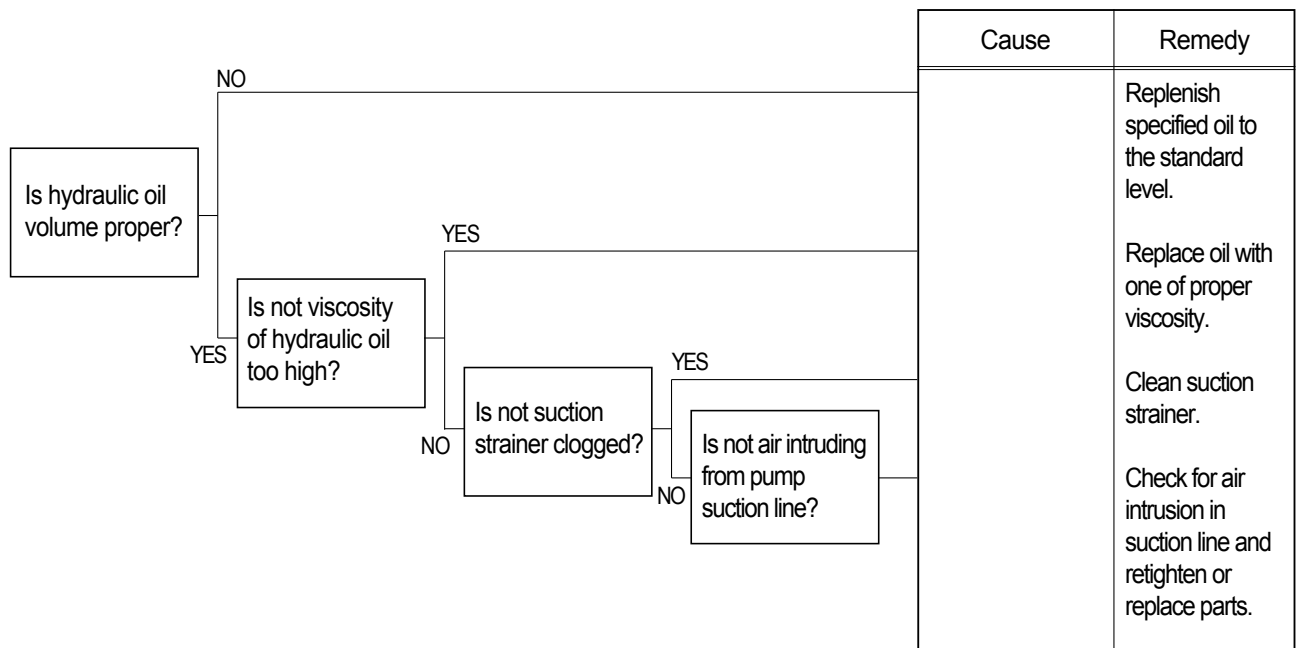 Cause
Remedy
NO
Replenish
specified oil to
the standard
level.
Is hydraulic oil
volume proper?
YES
Replace oil with
one of proper
viscosity.
Is not viscosity
of hydraulic oil
too high?
YES
YES
Clean suction
strainer.
Is not suction
strainer clogged?
NO
Is not air intruding
from pump
suction line?
NO
Check for air
intrusion in
suction line and
retighten or
replace parts.